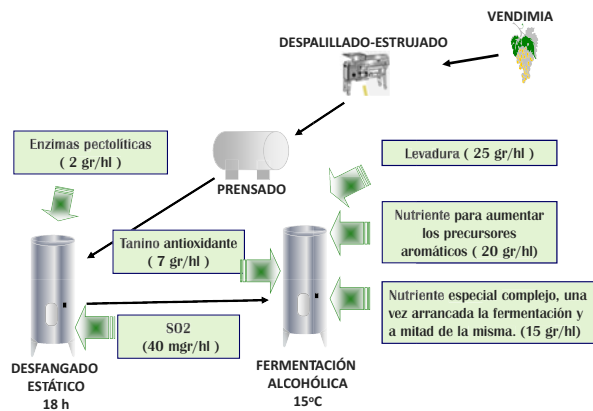 VENDIMIA
DESPALILLADO-ESTRUJADO
Enzimas pectolíticas
( 2 gr/hl )
PRENSADO
Levadura ( 25 gr/hl )
Nutriente para aumentar
los precursores
aromáticos ( 20 gr/hl)
Tanino antioxidante
( 7 gr/hl )
Nutriente especial complejo, una
vez arrancada la fermentación y
a mitad de la misma. (15 gr/hl)
SO2
(40 mgr/hl )
DESFANGADO
ESTÁTICO
18 h
FERMENTACIÓN
ALCOHÓLICA
15ºC